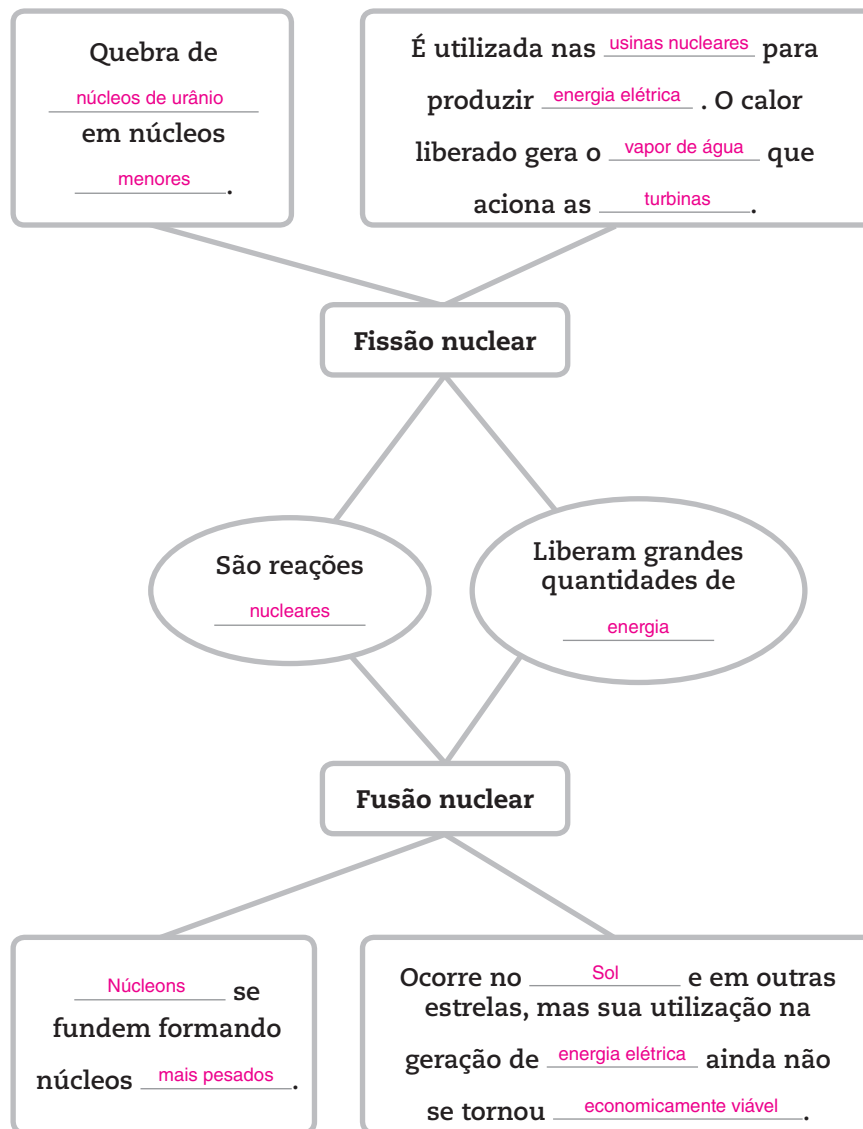 Quebra de
núcleos de urânio
em núcleos
menores.
É utilizada nas usinas nucleares para
produzir energia elétrica . O calor
liberado gera o vapor de água que
aciona as turbinas.
Fissão nuclear
São reações
nucleares
Liberam grandes
quantidades de
energia
Fusão nuclear
Núcleons se
fundem formando
núcleos mais pesados.
Ocorre no Sol e em outras
estrelas, mas sua utilização na
geração de energia elétrica ainda não
se tornou economicamente viável.